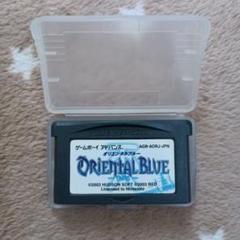 ゲームボーイ アドバンス AGB-AOBJ-JPN
オリエンタルブルー
ORIENTAL BLUE
©2003 HUDSON SOFT ©2003 RED
Licensed to Nintendo